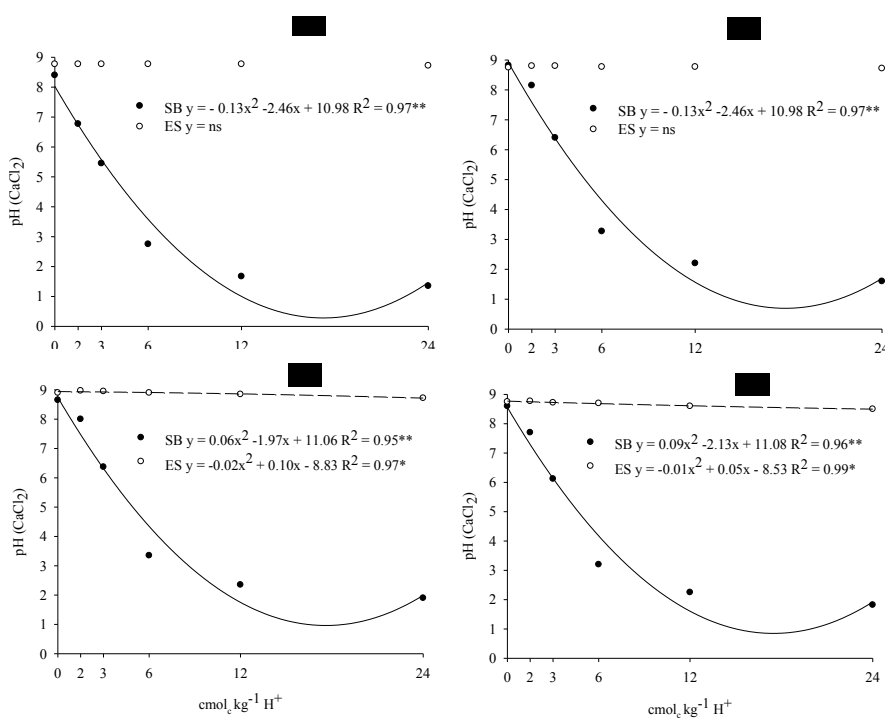 9
8
7
6
5
4
3
2
1
0
pH (CaCl2)
SB y = - 0.13x2 -2.46x + 10.98 R2 = 0.97**
ES y = ns
0 2 3 6 12 24
9
8
7
6
5
4
3
2
1
0
pH (CaCl2)
SB y = - 0.13x2 -2.46x + 10.98 R2 = 0.97**
ES y = ns
0 2 3 6 12 24
9
8
7
6
5
4
3
2
1
0
pH (CaCl2)
SB y = 0.06x2 -1.97x + 11.06 R2 = 0.95**
ES y = -0.02x2 + 0.10x - 8.83 R2 = 0.97*
0 2 3 6 12 24
cmolc kg-1 H+
9
8
7
6
5
4
3
2
1
0
pH (CaCl2)
SB y = 0.09x2 -2.13x + 11.08 R2 = 0.96**
ES y = -0.01x2 + 0.05x - 8.53 R2 = 0.99*
0 2 3 6 12 24
cmolc kg-1 H+